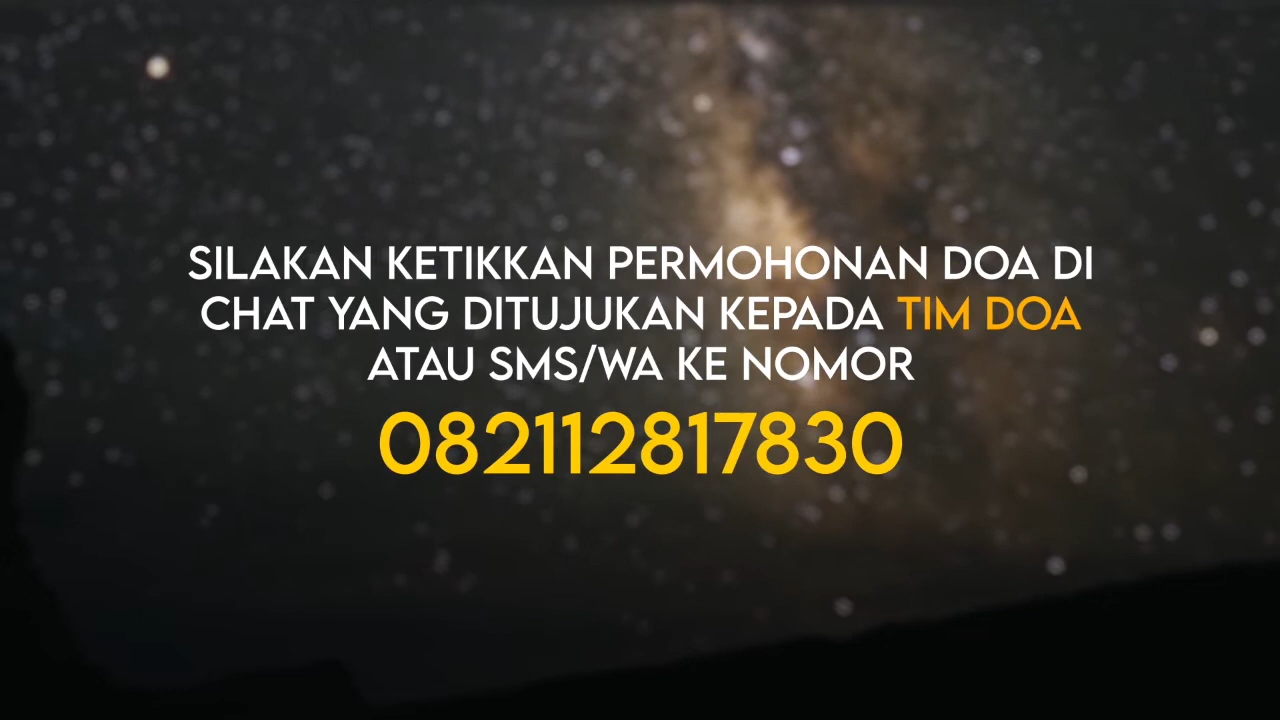 SILAKAN KETIKKAN PERMOHONAN DOA DI
CHAT YANG DITUJUKAN KEPADA TIM DOA
ATAU SMS/WA KE NOMOR
082112817830